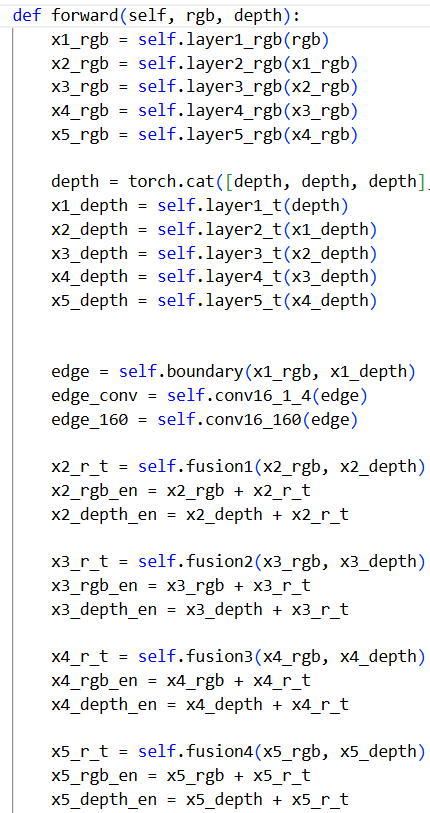 def forward(self, rgb, depth):
    x1_rgb = self.layer1_rgb(rgb)
    x2_rgb = self.layer2_rgb(x1_rgb)
    x3_rgb = self.layer3_rgb(x2_rgb)
    x4_rgb = self.layer4_rgb(x3_rgb)
    x5_rgb = self.layer5_rgb(x4_rgb)

    depth = torch.cat([depth, depth, depth]
    x1_depth = self.layer1_t(depth)
    x2_depth = self.layer2_t(x1_depth)
    x3_depth = self.layer3_t(x2_depth)
    x4_depth = self.layer4_t(x3_depth)
    x5_depth = self.layer5_t(x4_depth)

    edge = self.boundary(x1_rgb, x1_depth)
    edge_conv = self.conv16_1_4(edge)
    edge_160 = self.conv16_160(edge)

    x2_r_t = self.fusion1(x2_rgb, x2_depth)
    x2_rgb_en = x2_rgb + x2_r_t
    x2_depth_en = x2_depth + x2_r_t

    x3_r_t = self.fusion2(x3_rgb, x3_depth)
    x3_rgb_en = x3_rgb + x3_r_t
    x3_depth_en = x3_depth + x3_r_t

    x4_r_t = self.fusion3(x4_rgb, x4_depth)
    x4_rgb_en = x4_rgb + x4_r_t
    x4_depth_en = x4_depth + x4_r_t

    x5_r_t = self.fusion4(x5_rgb, x5_depth)
    x5_rgb_en = x5_rgb + x5_r_t
    x5_depth_en = x5_depth + x5_r_t